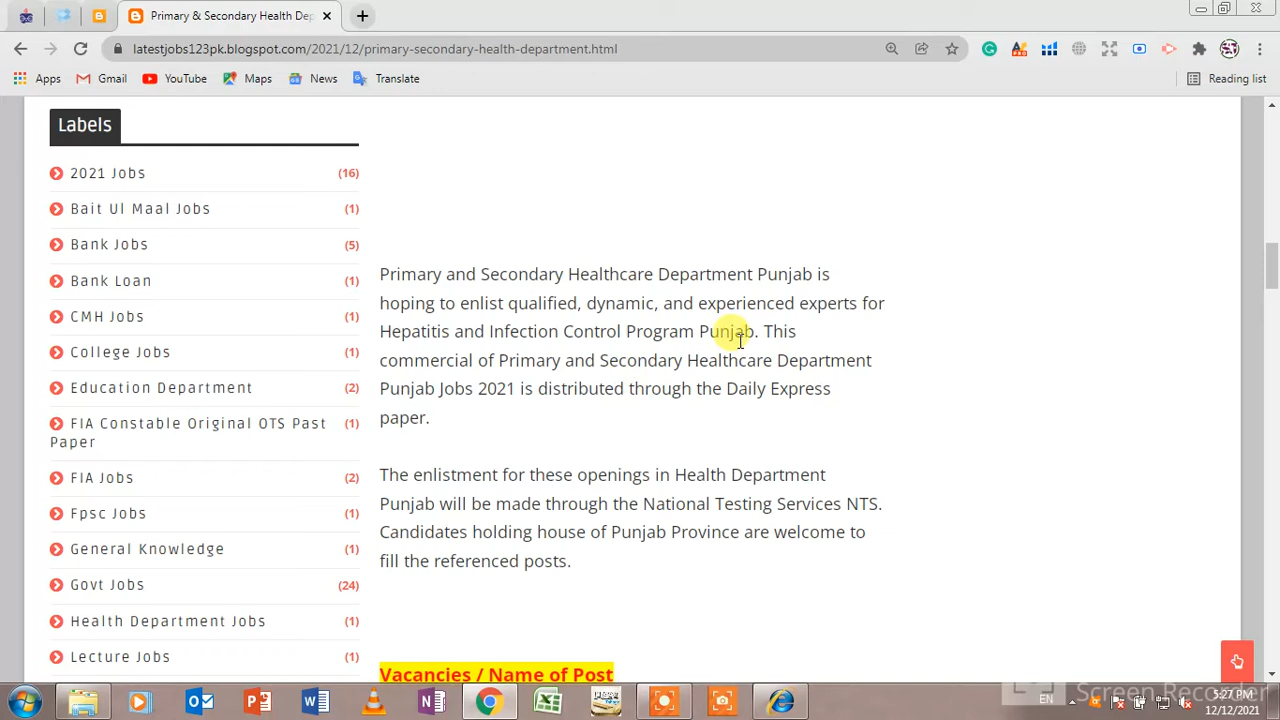 Primary & Secondary Health Dep
latestjobs123pk.blogspot.com/2021/12/primary-secondary-health-department.html
Apps
Gmail
YouTube
Maps
News
Translate
Reading list
Labels
2021 Jobs (16)
Bait Ul Maal Jobs (1)
Bank Jobs (5)
Bank Loan (1)
CMH Jobs (1)
College Jobs (1)
Education Department (2)
FIA Constable Original OTS Past (1)
Paper
FIA Jobs (2)
Fpsc Jobs (1)
General Knowledge (1)
Govt Jobs (24)
Health Department Jobs (1)
Lecture Jobs (1)
Primary and Secondary Healthcare Department Punjab is
hoping to enlist qualified, dynamic, and experienced experts for
Hepatitis and Infection Control Program Punjab. This
commercial of Primary and Secondary Healthcare Department
Punjab Jobs 2021 is distributed through the Daily Express
paper.
The enlistment for these openings in Health Department
Punjab will be made through the National Testing Services NTS.
Candidates holding house of Punjab Province are welcome to
fill the referenced posts.
Vacancies / Name of Post
Screen Recorder
EN
5:27 PM
12/12/2021